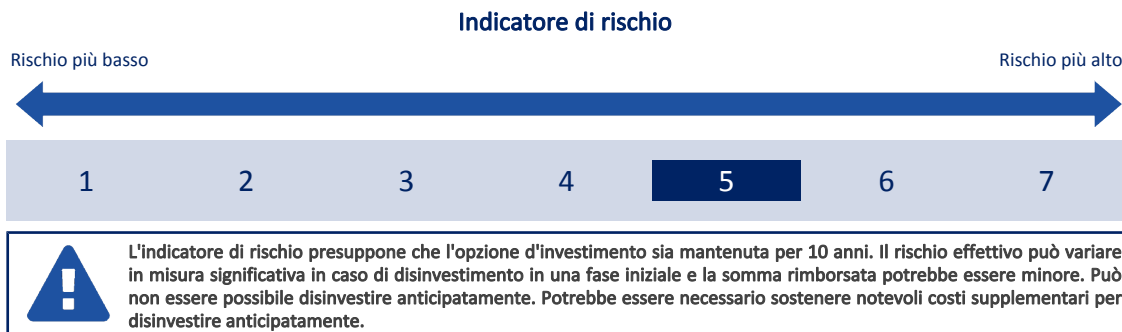 Indicatore di rischio
Rischio più basso
Rischio più alto
1 2 3 4 5 6 7
L'indicatore di rischio presuppone che l'opzione d'investimento sia mantenuta per 10 anni. Il rischio effettivo può variare
in misura significativa in caso di disinvestimento in una fase iniziale e la somma rimborsata potrebbe essere minore. Può
non essere possibile disinvestire anticipatamente. Potrebbe essere necessario sostenere notevoli costi supplementari per
disinvestire anticipatamente.